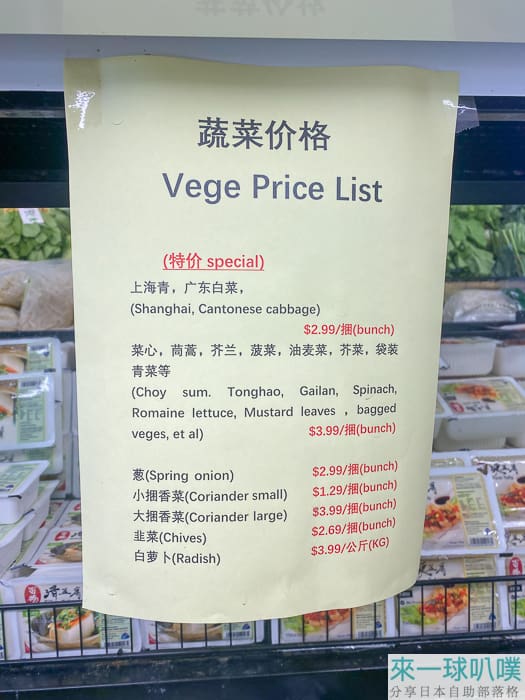 蔬菜价格
Vege Price List
(特价 special)
上海青，广东白菜，
(Shanghai, Cantonese cabbage)
$2.99/捆(bunch)
菜心，茼蒿，芥兰，菠菜，油麦菜，芥菜，袋装
青菜等
(Choy sum. Tonghao, Gailan, Spinach,
Romaine lettuce, Mustard leaves , bagged
veges, et al) $3.99/捆(bunch)
葱(Spring onion) $2.99/捆(bunch)
小捆香菜(Coriander small) $1.29/捆(bunch)
大捆香菜(Coriander large) $3.99/捆(bunch)
韭菜(Chives) $2.69/捆(bunch)
白萝卜(Radish) $3.99/公斤(KG)
來一球叭噗
分享日本自助部落格